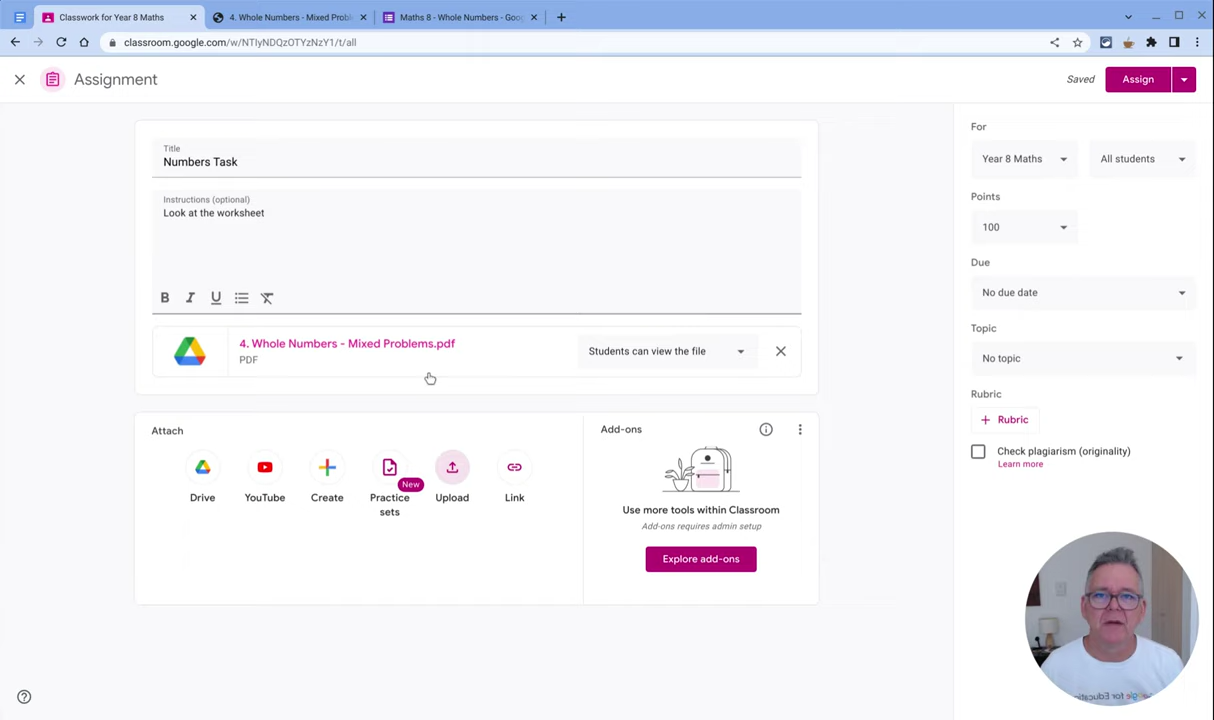 Classwork for Year 8 Maths
4. Whole Numbers - Mixed Proble
Maths 8 - Whole Numbers - Goo
classroom.google.com/w/NTIyNDQzOTYzNzY1/t/all
Assignment
Saved
Assign
Title
Numbers Task
Instructions (optional)
Look at the worksheet
B I U
4. Whole Numbers - Mixed Problems.pdf
PDF
Students can view the file
Attach
Drive
YouTube
Create
New
Practice
sets
Upload
Link
Add-ons
Use more tools within Classroom
Add-ons requires admin setup
Explore add-ons
For
Year 8 Maths
All students
Points
100
Due
No due date
Topic
No topic
Rubric
+ Rubric
Check plagiarism (originality)
Learn more